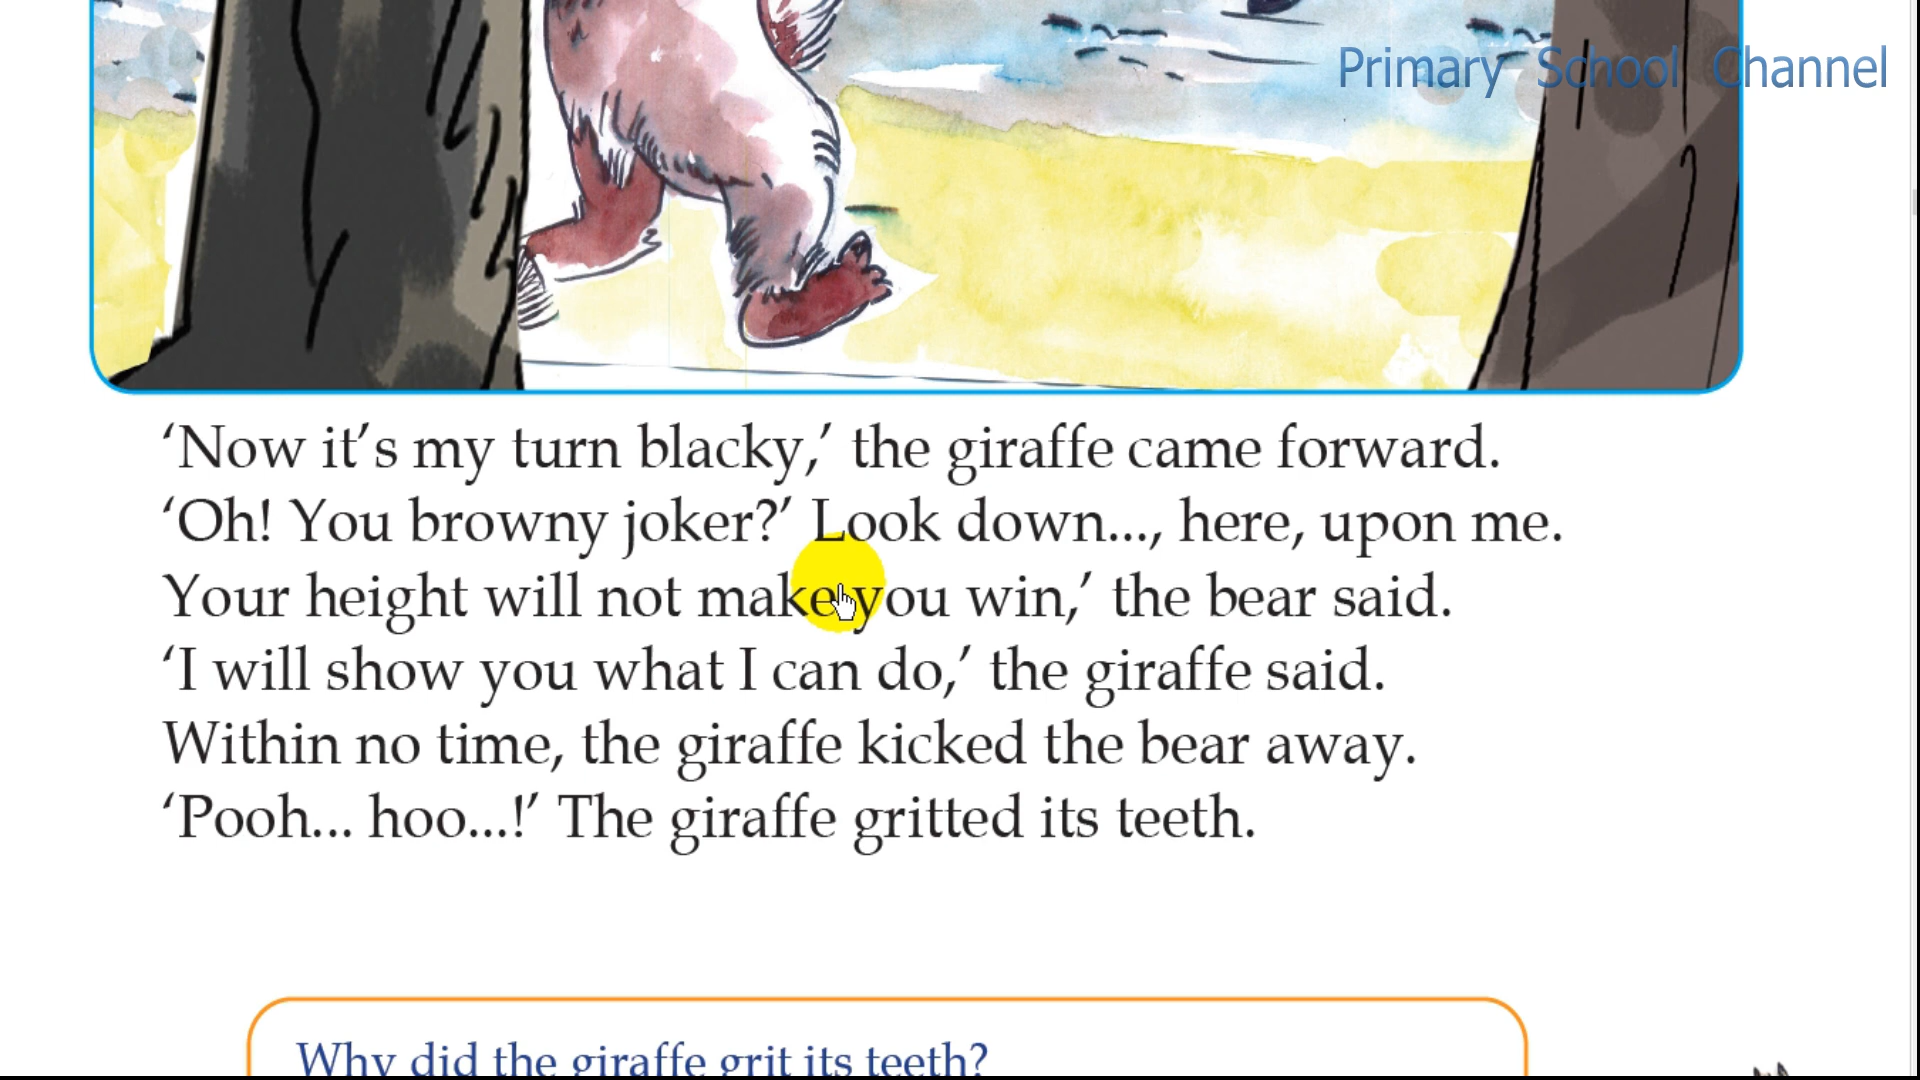 Primary School Channel
‘Now it’s my turn blacky,’ the giraffe came forward.
‘Oh! You browny joker?’ Look down..., here, upon me.
Your height will not make you win,’ the bear said.
‘I will show you what I can do,’ the giraffe said.
Within no time, the giraffe kicked the bear away.
‘Pooh... hoo...!’ The giraffe gritted its teeth.
Why did the giraffe grit its teeth?